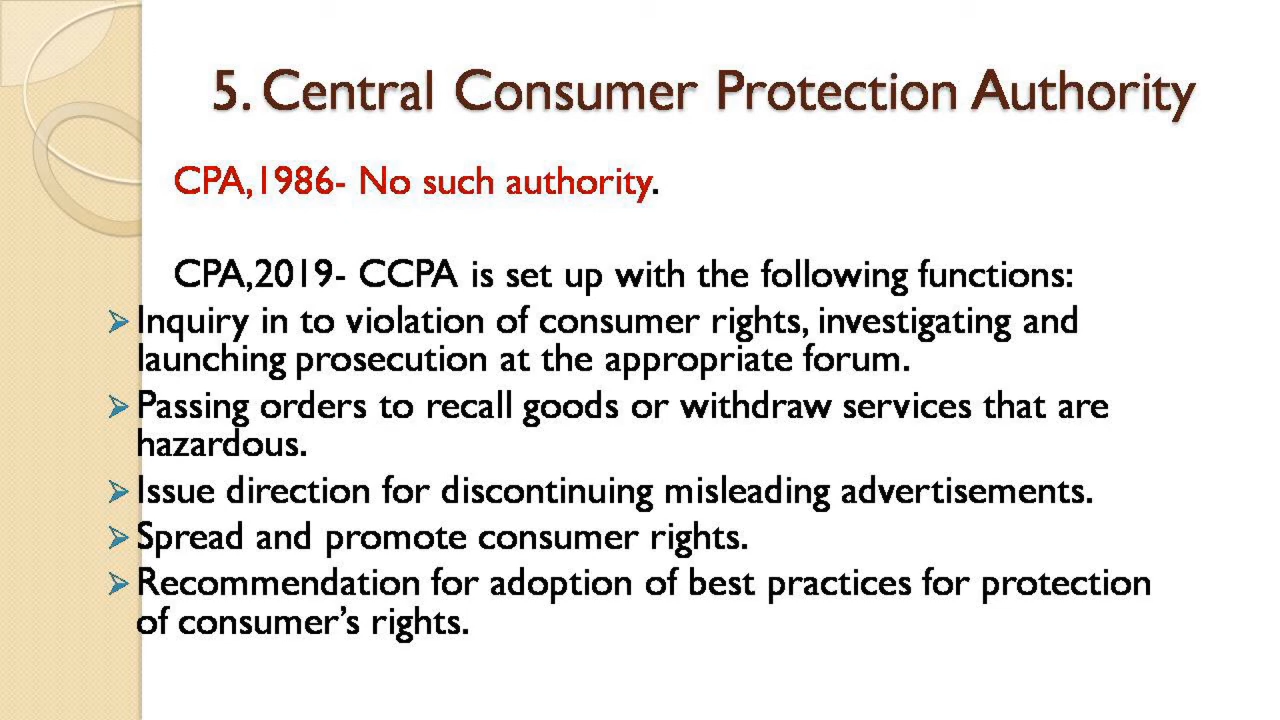 5. Central Consumer Protection Authority
CPA,1986- No such authority.
CPA,2019- CCPA is set up with the following functions:
Inquiry in to violation of consumer rights, investigating and
launching prosecution at the appropriate forum.
Passing orders to recall goods or withdraw services that are
hazardous.
Issue direction for discontinuing misleading advertisements.
Spread and promote consumer rights.
Recommendation for adoption of best practices for protection
of consumer’s rights.